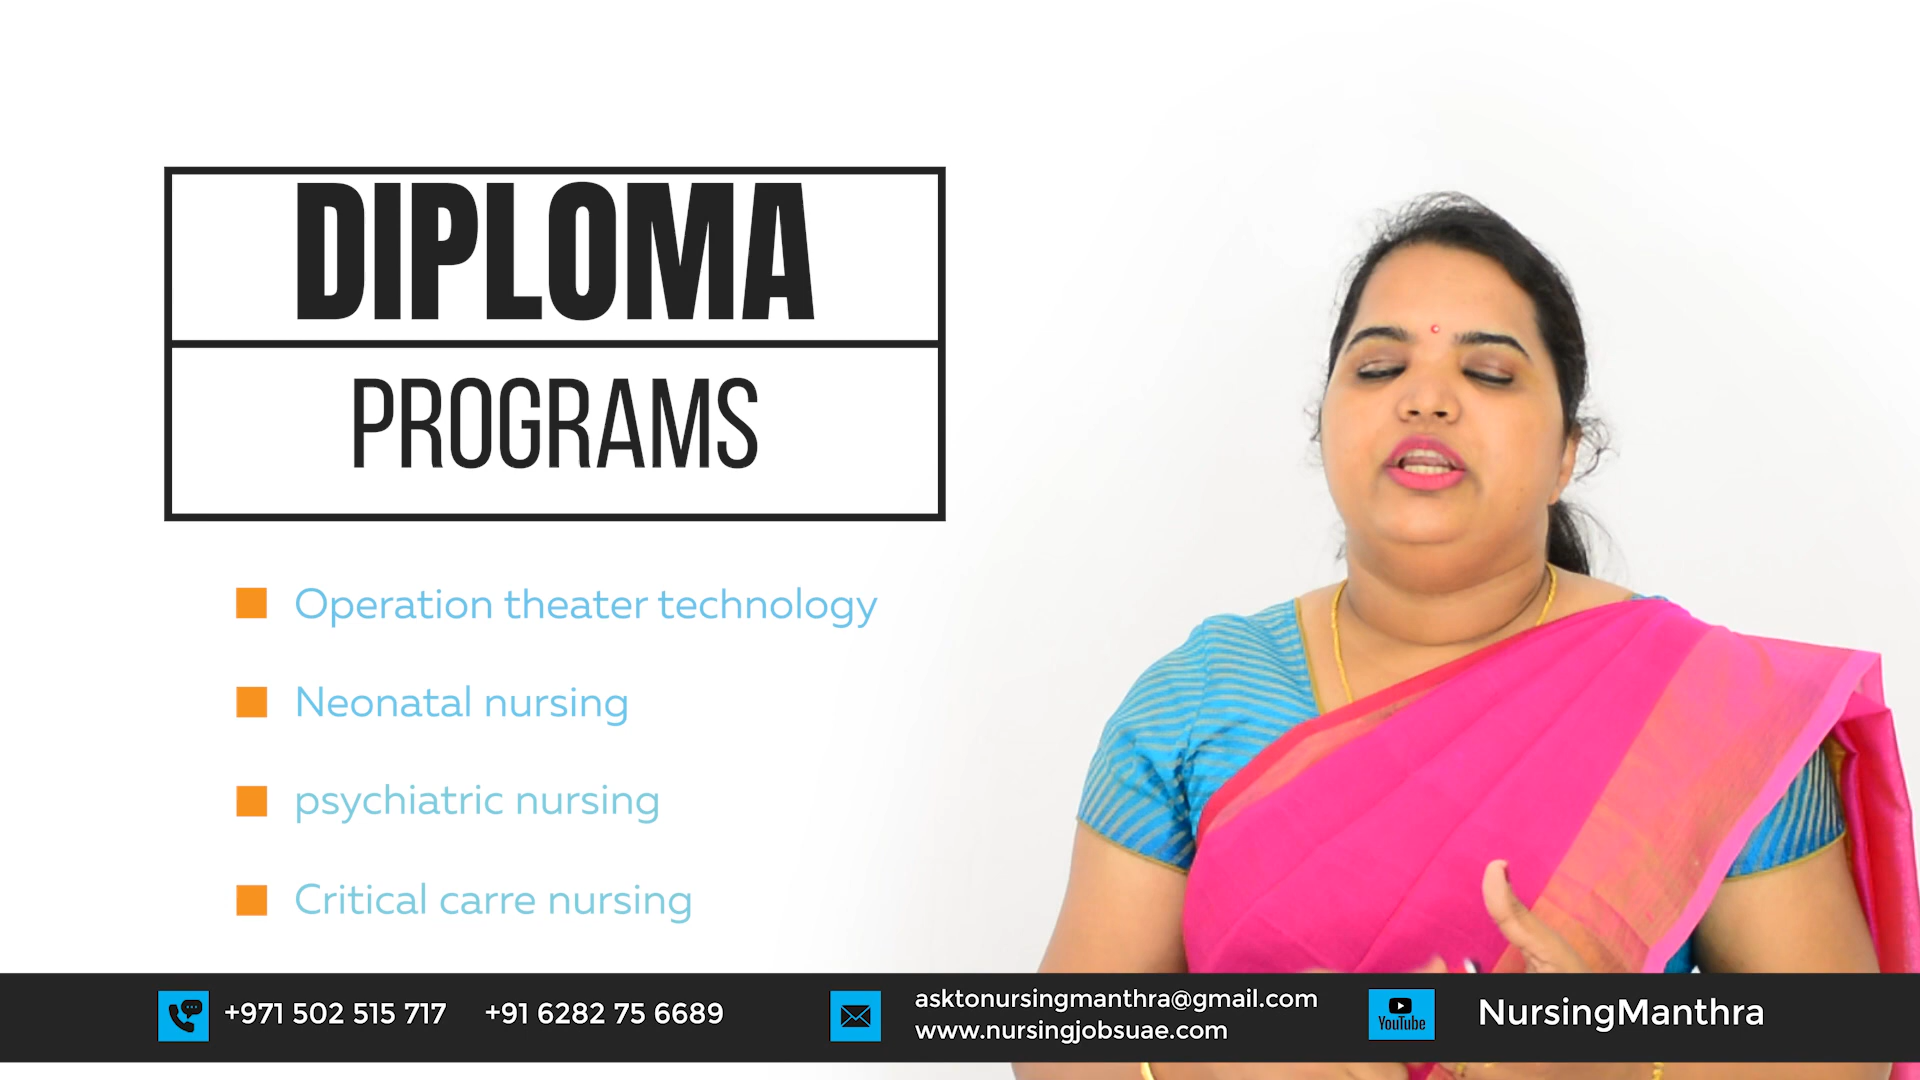 DIPLOMA
PROGRAMS
Operation theater technology
Neonatal nursing
psychiatric nursing
Critical carre nursing
+971 502 515 717 +91 6282 75 6689
asktonursingmanthra@gmail.com
www.nursingjobsuae.com
YouTube
NursingManthra